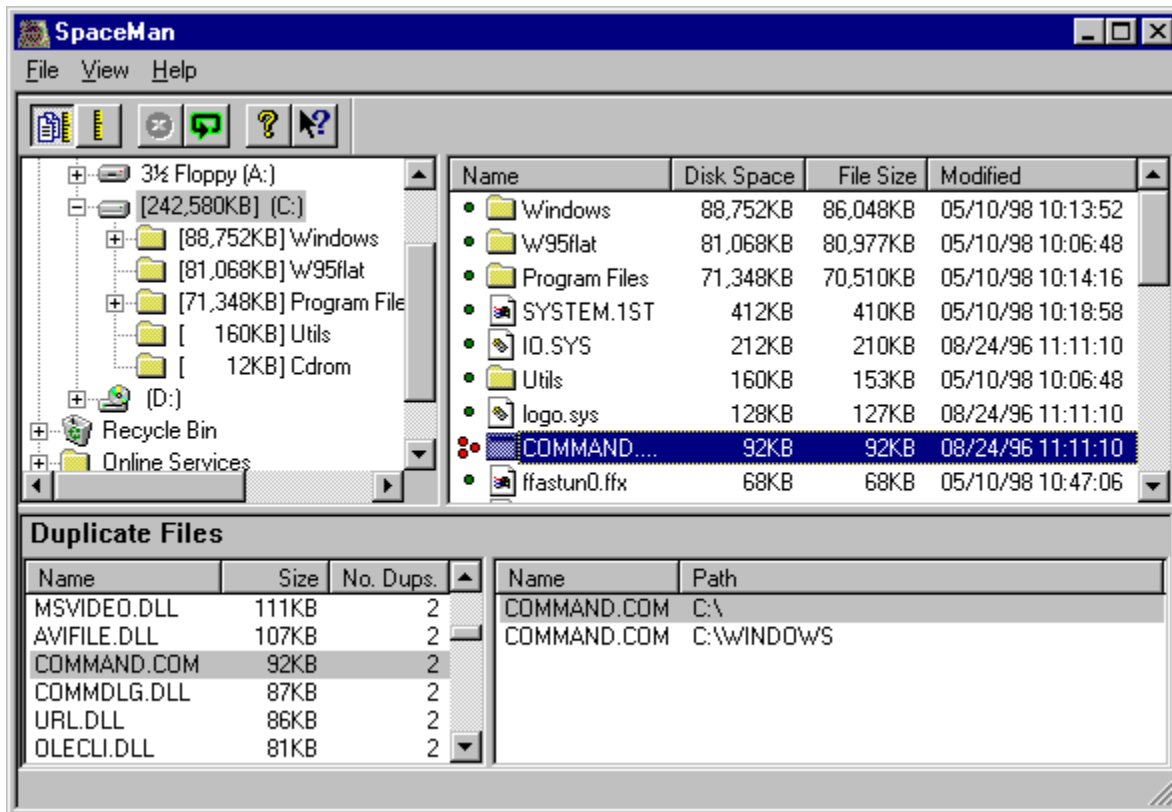 SpaceMan
File View Help
3½ Floppy (A:)
[242,580KB] (C:)
[88,752KB] Windows
[81,068KB] W95flat
[71,348KB] Program File
[ 160KB] Utils
[ 12KB] Cdrom
(D:)
Recycle Bin
Online Services
Name Disk Space File Size Modified
Windows 88,752KB 86,048KB 05/10/98 10:13:52
W95flat 81,068KB 80,977KB 05/10/98 10:06:48
Program Files 71,348KB 70,510KB 05/10/98 10:14:16
SYSTEM.1ST 412KB 410KB 05/10/98 10:18:58
IO.SYS 212KB 210KB 08/24/96 11:11:10
Utils 160KB 153KB 05/10/98 10:06:48
logo.sys 128KB 127KB 08/24/96 11:11:10
COMMAND.... 92KB 92KB 08/24/96 11:11:10
ffastun0.ffx 68KB 68KB 05/10/98 10:47:06
Duplicate Files
Name Size No. Dups.
MSVIDEO.DLL 111KB 2
AVIFILE.DLL 107KB 2
COMMAND.COM 92KB 2
COMMDLG.DLL 87KB 2
URL.DLL 86KB 2
OLECLI.DLL 81KB 2
Name Path
COMMAND.COM C:\
COMMAND.COM C:\WINDOWS